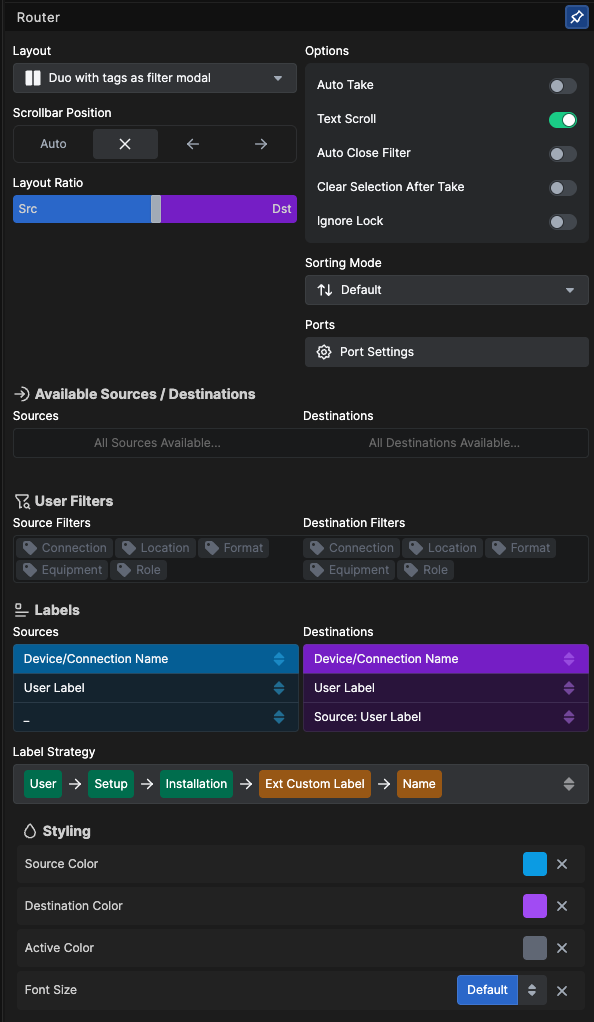 Router
Layout
Duo with tags as filter modal
Scrollbar Position
Auto
Layout Ratio
Src Dst
Options
Auto Take
Text Scroll
Auto Close Filter
Clear Selection After Take
Ignore Lock
Sorting Mode
Default
Ports
Port Settings
Available Sources / Destinations
Sources Destinations
All Sources Available... All Destinations Available...
User Filters
Source Filters
Connection Location Format
Equipment Role
Destination Filters
Connection Location Format
Equipment Role
Labels
Sources
Device/Connection Name
User Label
_
Destinations
Device/Connection Name
User Label
Source: User Label
Label Strategy
User → Setup → Installation → Ext Custom Label → Name
Styling
Source Color
Destination Color
Active Color
Font Size Default